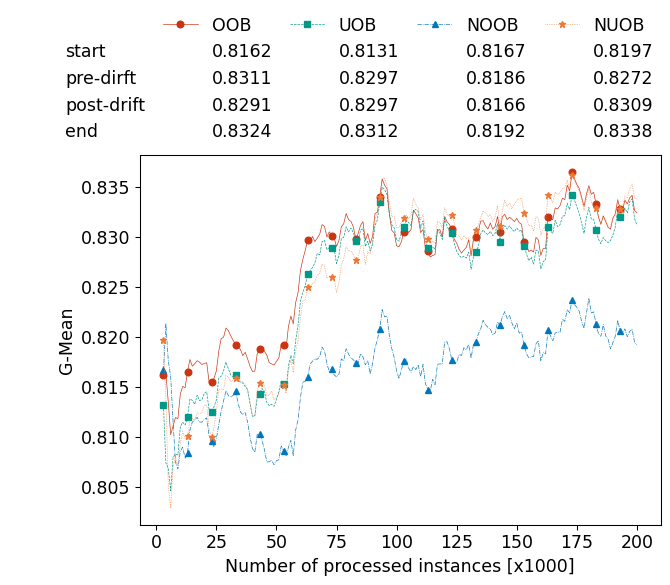 OOB UOB NOOB NUOB
start 0.8162 0.8131 0.8167 0.8197
pre-dirft 0.8311 0.8297 0.8186 0.8272
post-drift 0.8291 0.8297 0.8166 0.8309
end 0.8324 0.8312 0.8192 0.8338
0.835
0.830
0.825
0.820
0.815
0.810
0.805
G-Mean
0 25 50 75 100 125 150 175 200
Number of processed instances [x1000]